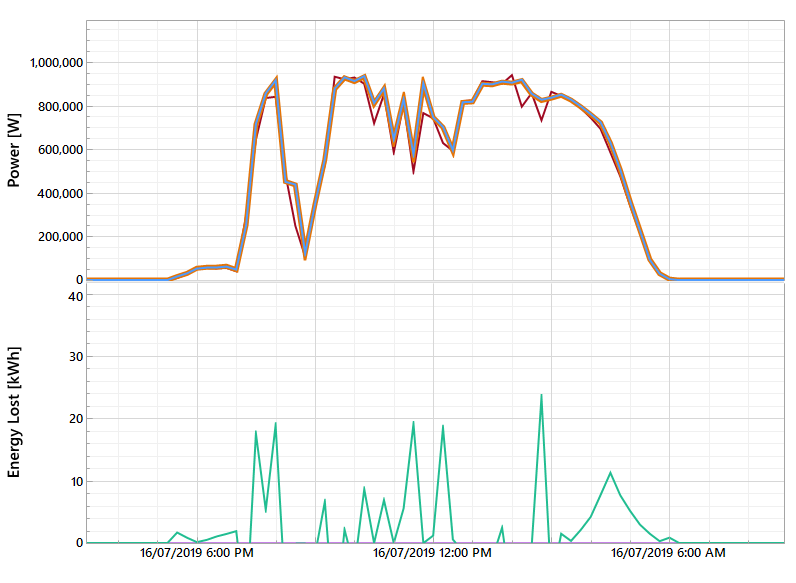 Power [W]
1,000,000
800,000
600,000
400,000
200,000
0
Energy Lost [kWh]
40
30
20
10
0
16/07/2019 6:00 PM
16/07/2019 12:00 PM
16/07/2019 6:00 AM